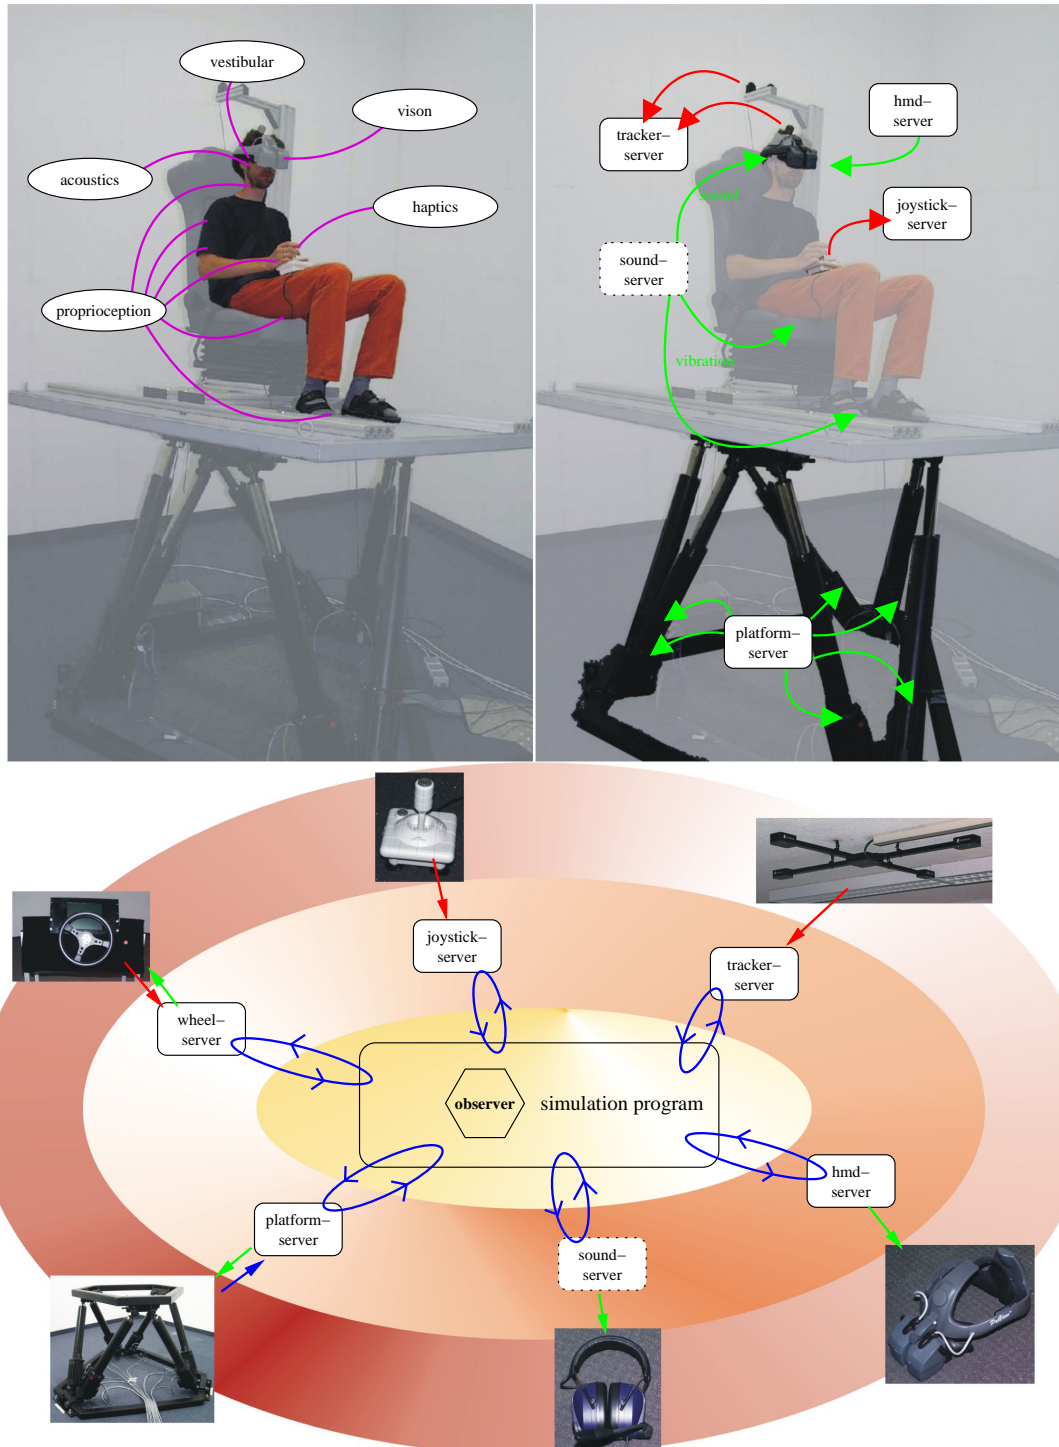 vestibular
vison
acoustics
haptics
proprioception
hmd–
server
tracker–
server
sound
joystick–
server
sound–
server
vibration
platform–
server
joystick–
server
tracker–
server
wheel–
server
observer
simulation program
hmd–
server
platform–
server
sound–
server